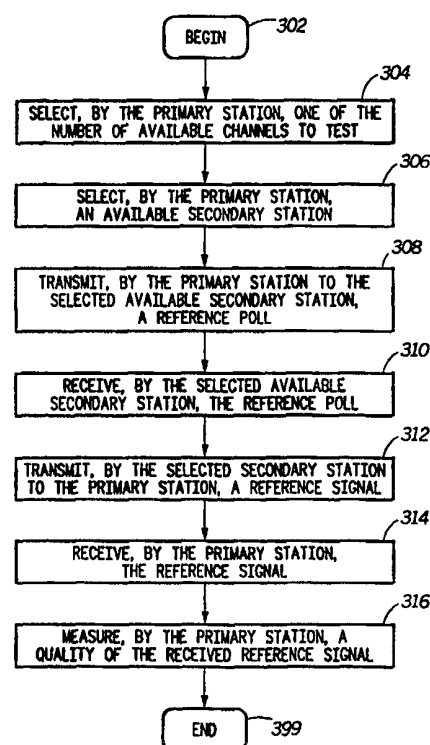 BEGIN
302
304
SELECT, BY THE PRIMARY STATION, ONE OF THE
NUMBER OF AVAILABLE CHANNELS TO TEST
306
SELECT, BY THE PRIMARY STATION,
AN AVAILABLE SECONDARY STATION
308
TRANSMIT, BY THE PRIMARY STATION TO THE
SELECTED AVAILABLE SECONDARY STATION,
A REFERENCE POLL
310
RECEIVE, BY THE SELECTED AVAILABLE
SECONDARY STATION, THE REFERENCE POLL
312
TRANSMIT, BY THE SELECTED SECONDARY STATION
TO THE PRIMARY STATION, A REFERENCE SIGNAL
314
RECEIVE, BY THE PRIMARY STATION,
THE REFERENCE SIGNAL
316
MEASURE, BY THE PRIMARY STATION, A
QUALITY OF THE RECEIVED REFERENCE SIGNAL
END
399